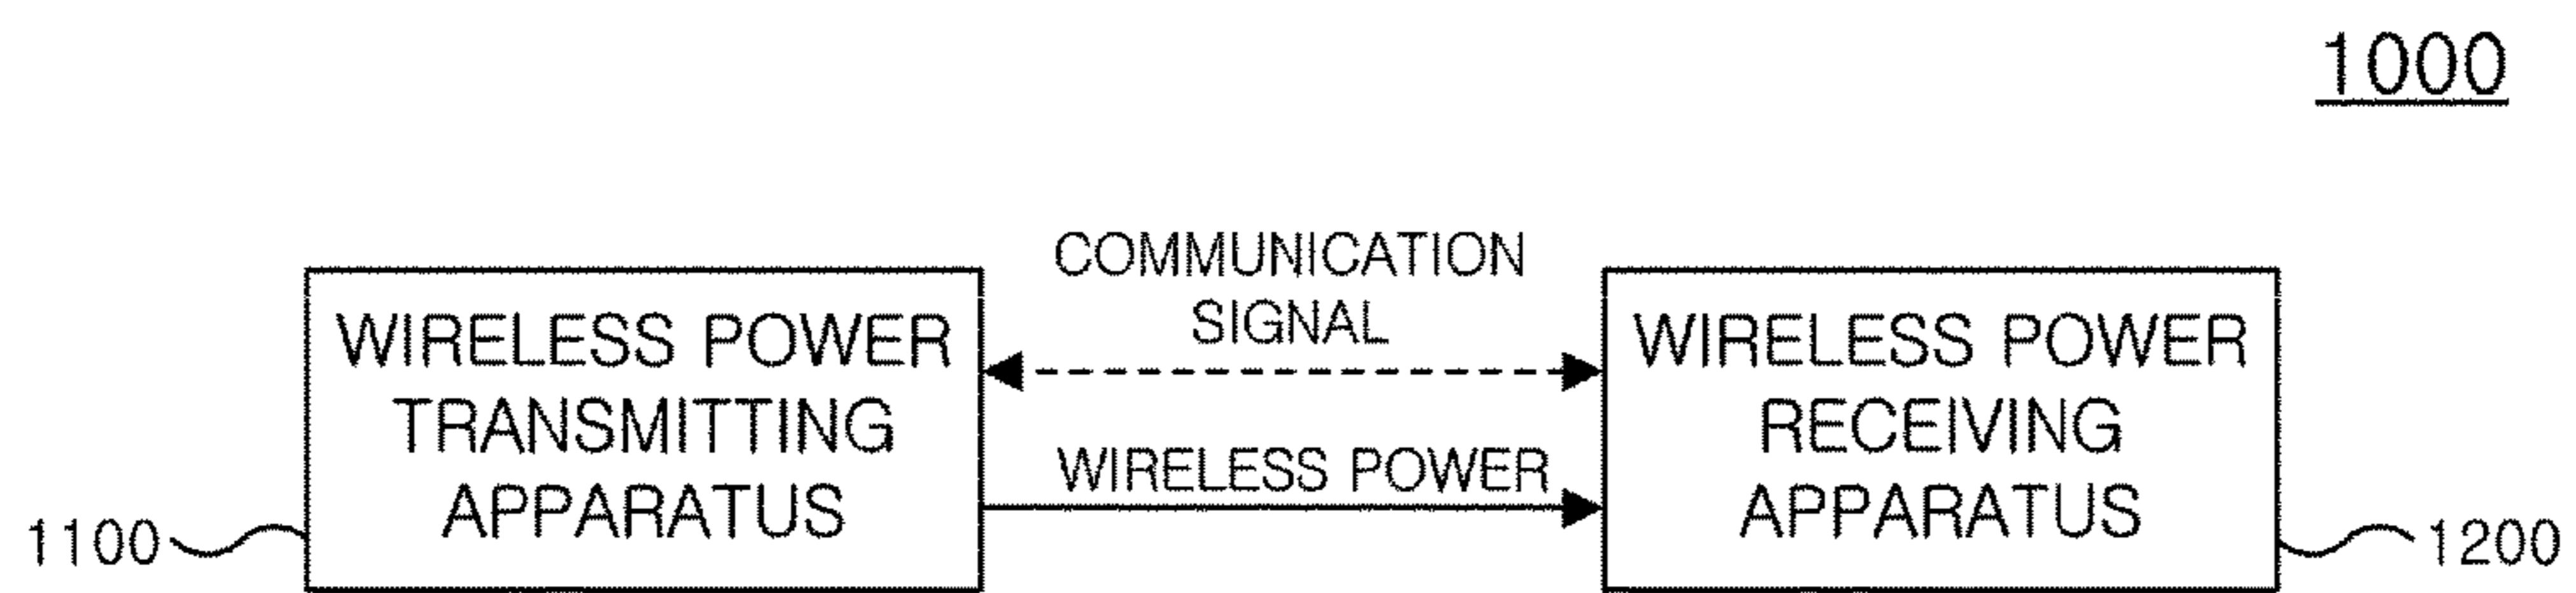 1000
COMMUNICATION
SIGNAL
WIRELESS POWER
TRANSMITTING
APPARATUS
WIRELESS POWER
WIRELESS POWER
RECEIVING
APPARATUS
1100
1200